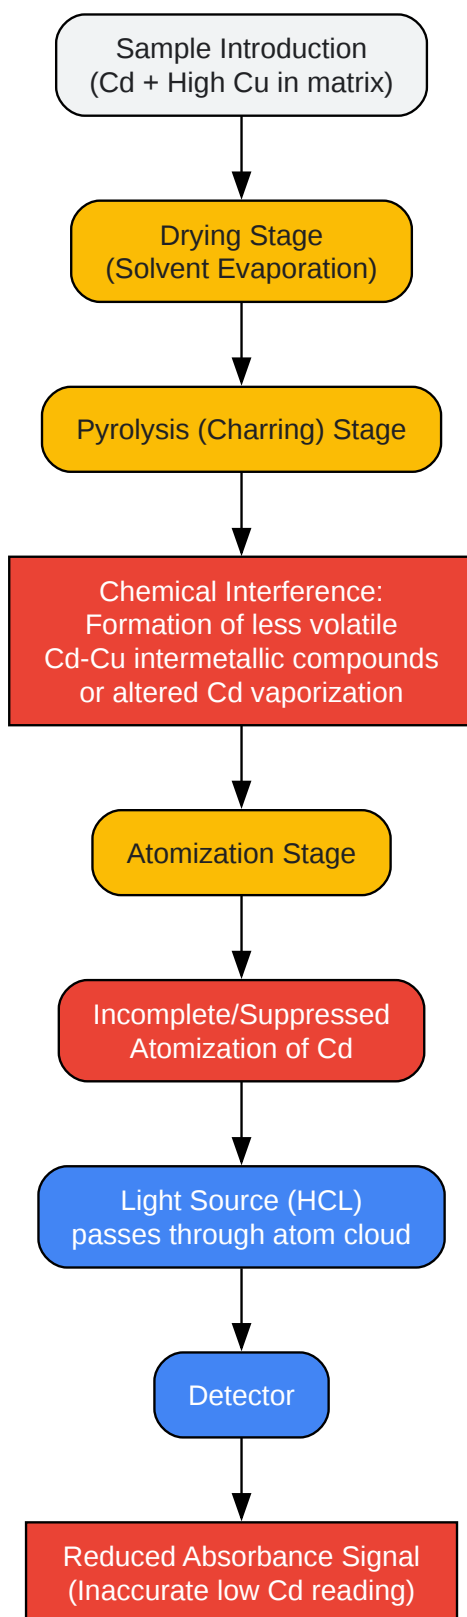 Sample Introduction
(Cd + High Cu in matrix)
Drying Stage
(Solvent Evaporation)
Pyrolysis (Charring) Stage
Chemical Interference:
Formation of less volatile
Cd-Cu intermetallic compounds
or altered Cd vaporization
Atomization Stage
Incomplete/Suppressed
Atomization of Cd
Light Source (HCL)
passes through atom cloud
Detector
Reduced Absorbance Signal
(Inaccurate low Cd reading)